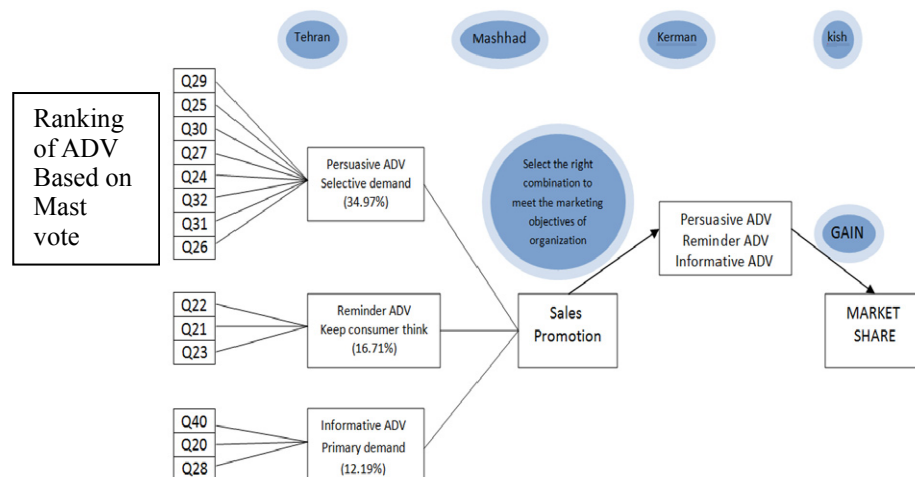 Tehran
Mashhad
Kerman
kish
Ranking
of ADV
Based on
Mast
vote
Q29
Q25
Q30
Q27
Q24
Q32
Q31
Q26
Persuasive ADV
Selective demand
(34.97%)
Select the right
combination to
meet the marketing
objectives of
organization
Persuasive ADV
Reminder ADV
Informative ADV
GAIN
Q22
Q21
Q23
Reminder ADV
Keep consumer think
(16.71%)
Sales
Promotion
MARKET
SHARE
Q40
Q20
Q28
Informative ADV
Primary demand
(12.19%)